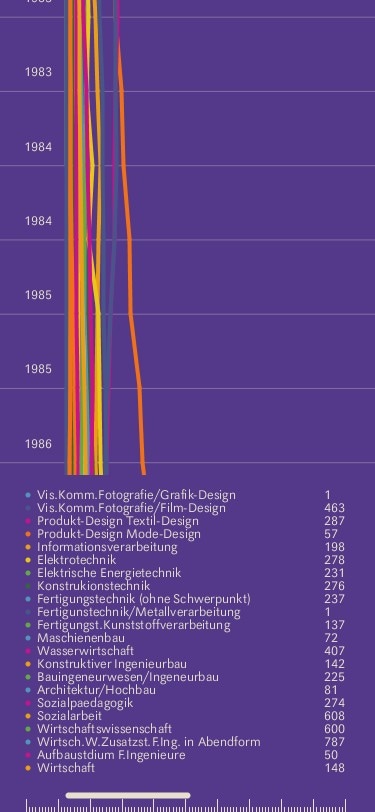 1983
1984
1984
1985
1985
1986
Vis.Komm.Fotografie/Grafik-Design 1
Vis.Komm.Fotografie/Film-Design 463
Produkt-Design Textil-Design 287
Produkt-Design Mode-Design 57
Informationsverarbeitung 198
Elektrotechnik 278
Elektrische Energietechnik 231
Konstrukionstechnik 276
Fertigungstechnik (ohne Schwerpunkt) 237
Fertigunstechnik/Metallverarbeitung 1
Fertigungst.Kunststoffverarbeitung 137
Maschienenbau 72
Wasserwirtschaft 407
Konstruktiver Ingenieurbau 142
Bauingeneurwesen/Ingeneurbau 225
Architektur/Hochbau 81
Sozialpaedagogik 274
Sozialarbeit 608
Wirtschaftswissenschaft 600
Wirtsch.W.Zusatzst.F.Ing. in Abendform 787
Aufbaustdium F.Ingenieure 50
Wirtschaft 148